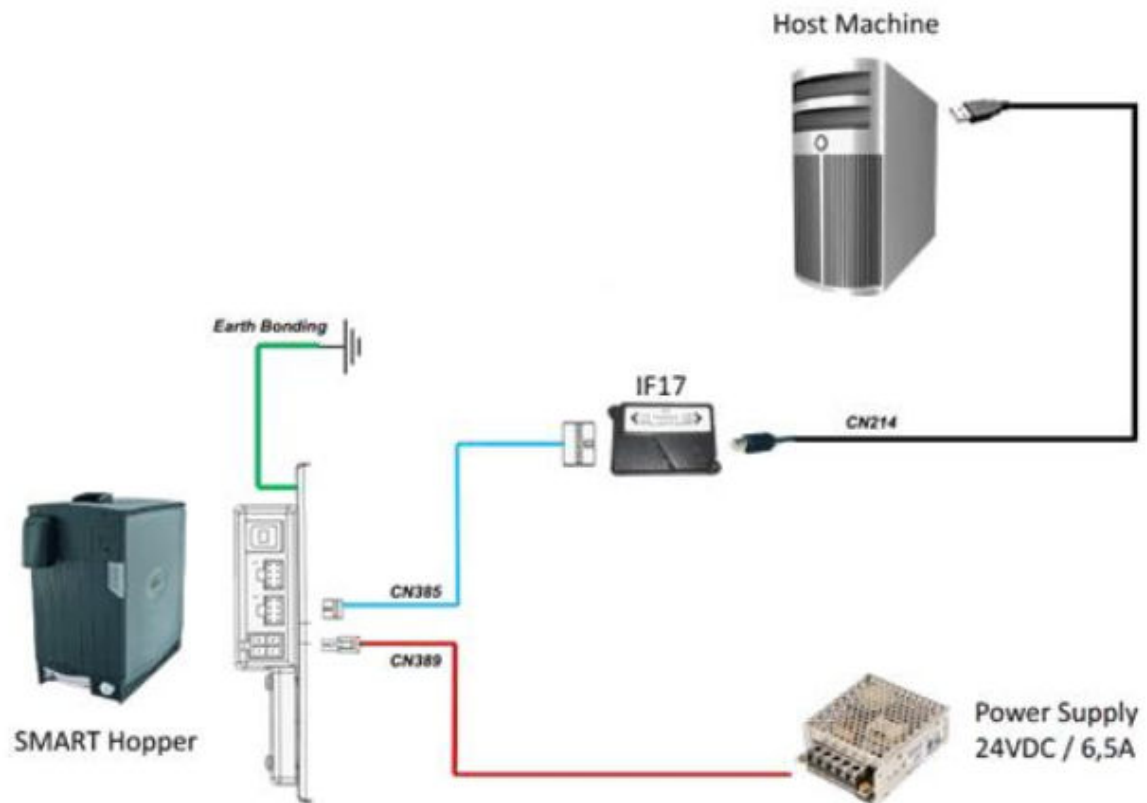 Host Machine
Earth Bonding
IF17
CN214
CN385
CN389
SMART Hopper
Power Supply
24VDC / 6,5A